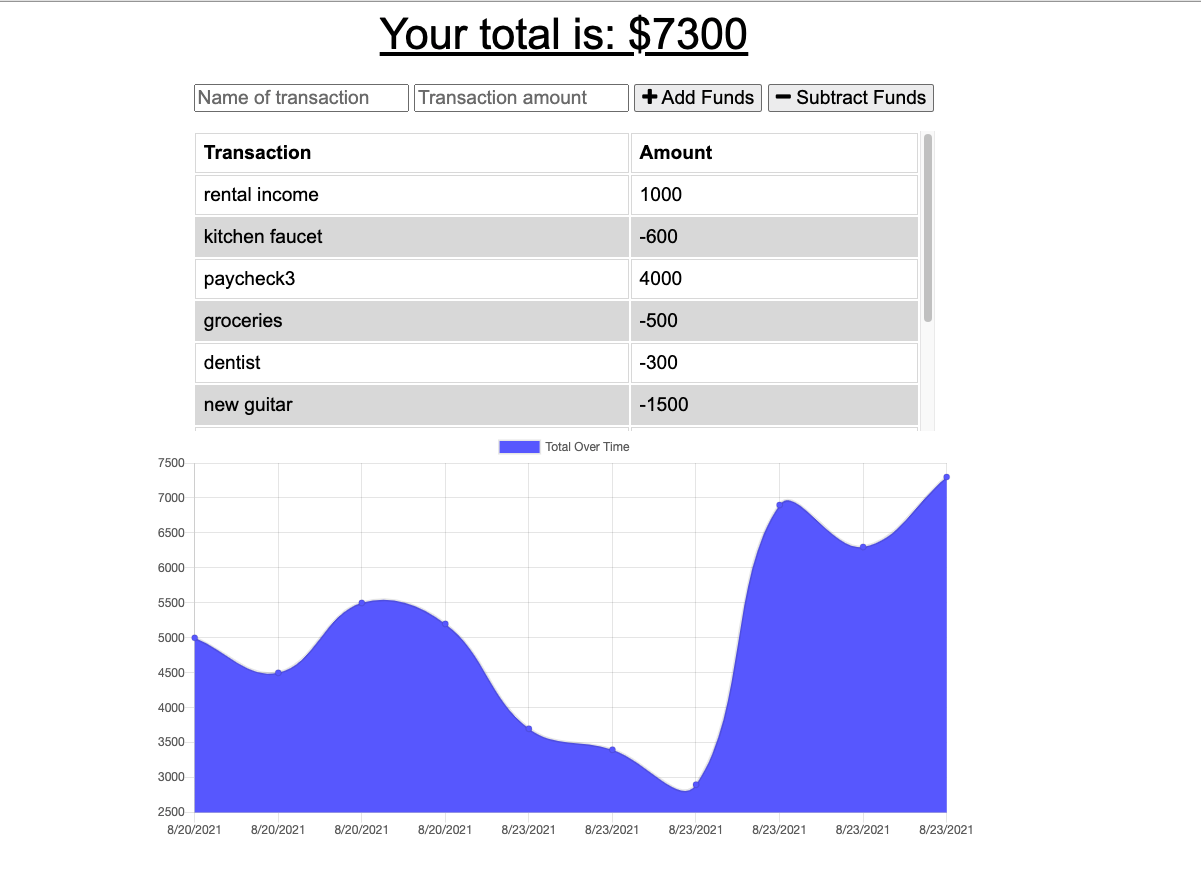 Your total is: $7300
Name of transaction Transaction amount Add Funds Subtract Funds
Transaction Amount
rental income 1000
kitchen faucet -600
paycheck3 4000
groceries -500
dentist -300
new guitar -1500
Total Over Time
7500
7000
6500
6000
5500
5000
4500
4000
3500
3000
2500
8/20/2021 8/20/2021 8/20/2021 8/20/2021 8/23/2021 8/23/2021 8/23/2021 8/23/2021 8/23/2021 8/23/2021